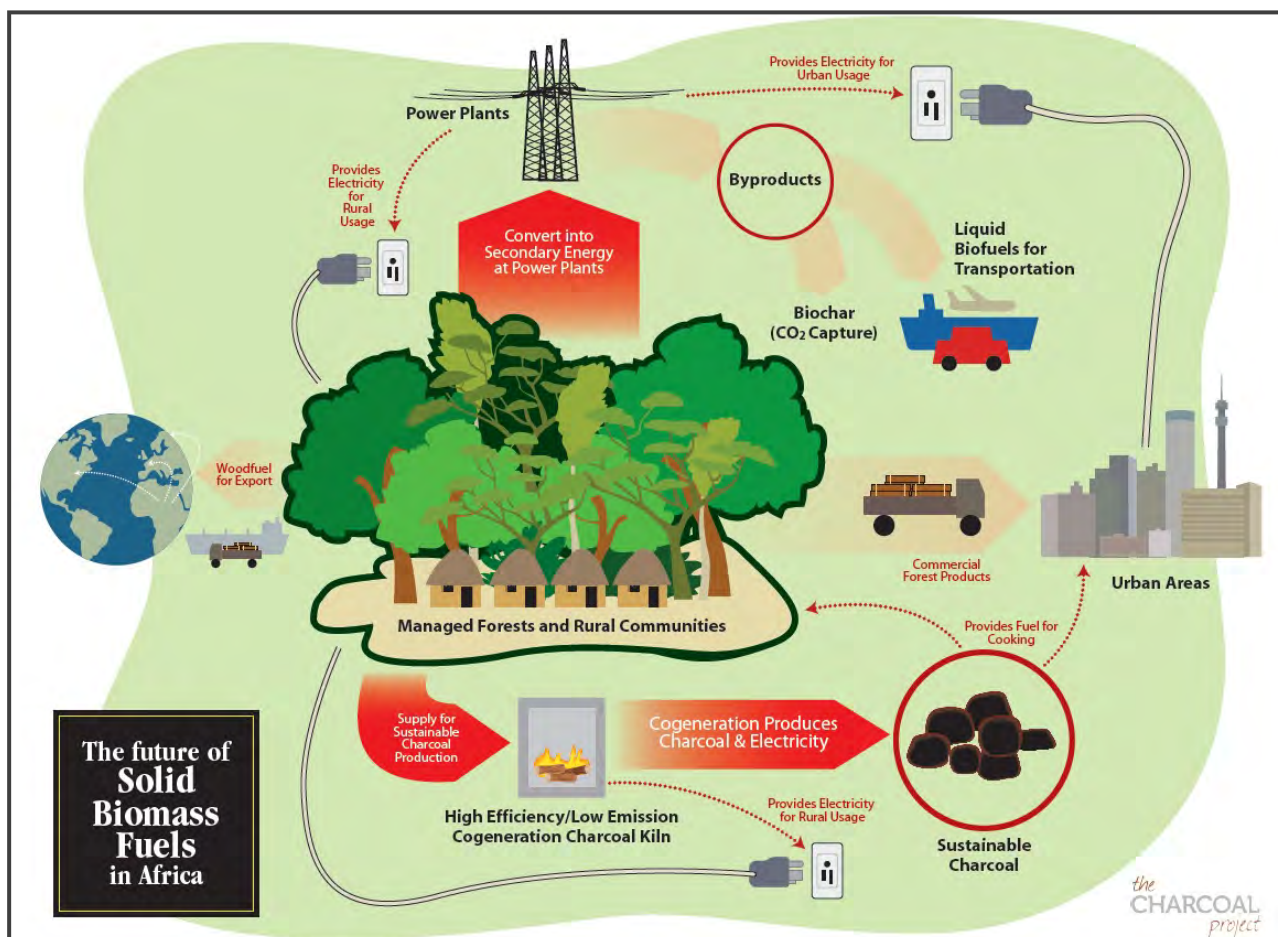 Provides Electricity for
Urban Usage
Power Plants
Provides
Electricity
for
Rural
Usage
Byproducts
Convert into
Secondary Energy
at Power Plants
Liquid
Biofuels for
Transportation
Biochar
(CO₂ Capture)
Woodfuel
for Export
Commercial
Forest Products
Urban Areas
Managed Forests and Rural Communities
Provides Fuel for
Cooking
Supply for
Sustainable
Charcoal
Production
Cogeneration Produces
Charcoal & Electricity
High Efficiency/Low Emission
Cogeneration Charcoal Kiln
Provides Electricity
for Rural Usage
Sustainable
Charcoal
The future of
Solid
Biomass
Fuels
in Africa
the
CHARCOAL
project